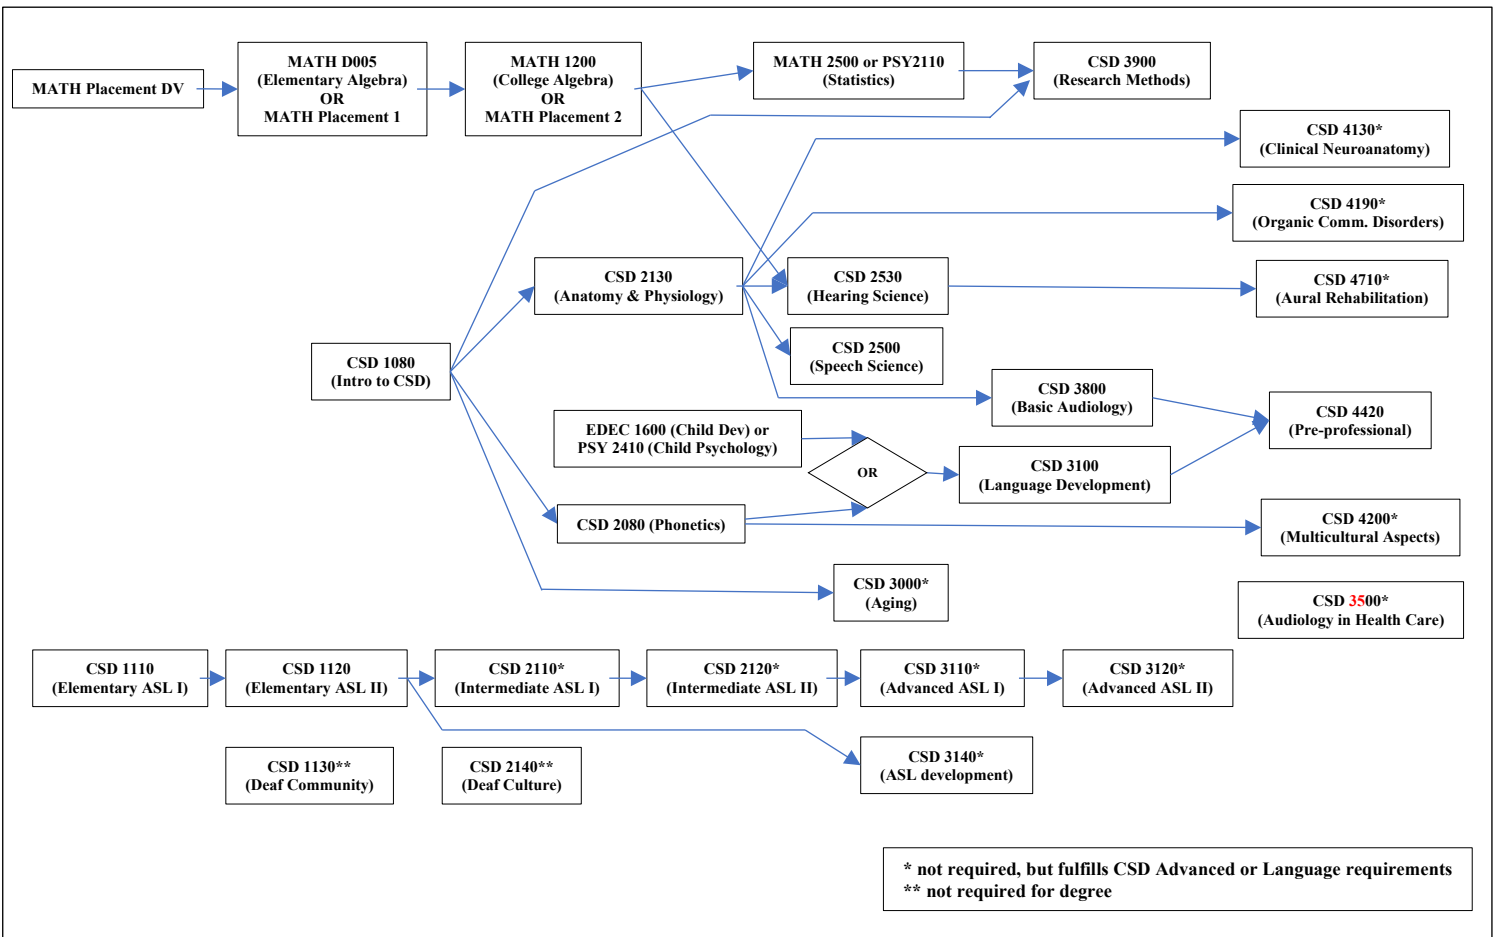 MATH Placement DV
MATH D005
(Elementary Algebra)
OR
MATH Placement 1
MATH 1200
(College Algebra)
OR
MATH Placement 2
MATH 2500 or PSY2110
(Statistics)
CSD 3900
(Research Methods)
CSD 4130*
(Clinical Neuroanatomy)
CSD 4190*
(Organic Comm. Disorders)
CSD 2130
(Anatomy & Physiology)
CSD 2530
(Hearing Science)
CSD 4710*
(Aural Rehabilitation)
CSD 1080
(Intro to CSD)
CSD 2500
(Speech Science)
CSD 3800
(Basic Audiology)
CSD 4420
(Pre-professional)
EDEC 1600 (Child Dev) or
PSY 2410 (Child Psychology)
OR
CSD 3100
(Language Development)
CSD 2080 (Phonetics)
CSD 4200*
(Multicultural Aspects)
CSD 3000*
(Aging)
CSD 3500*
(Audiology in Health Care)
CSD 1110
(Elementary ASL I)
CSD 1120
(Elementary ASL II)
CSD 2110*
(Intermediate ASL I)
CSD 2120*
(Intermediate ASL II)
CSD 3110*
(Advanced ASL I)
CSD 3120*
(Advanced ASL II)
CSD 1130**
(Deaf Community)
CSD 2140**
(Deaf Culture)
CSD 3140*
(ASL development)
* not required, but fulfills CSD Advanced or Language requirements
** not required for degree